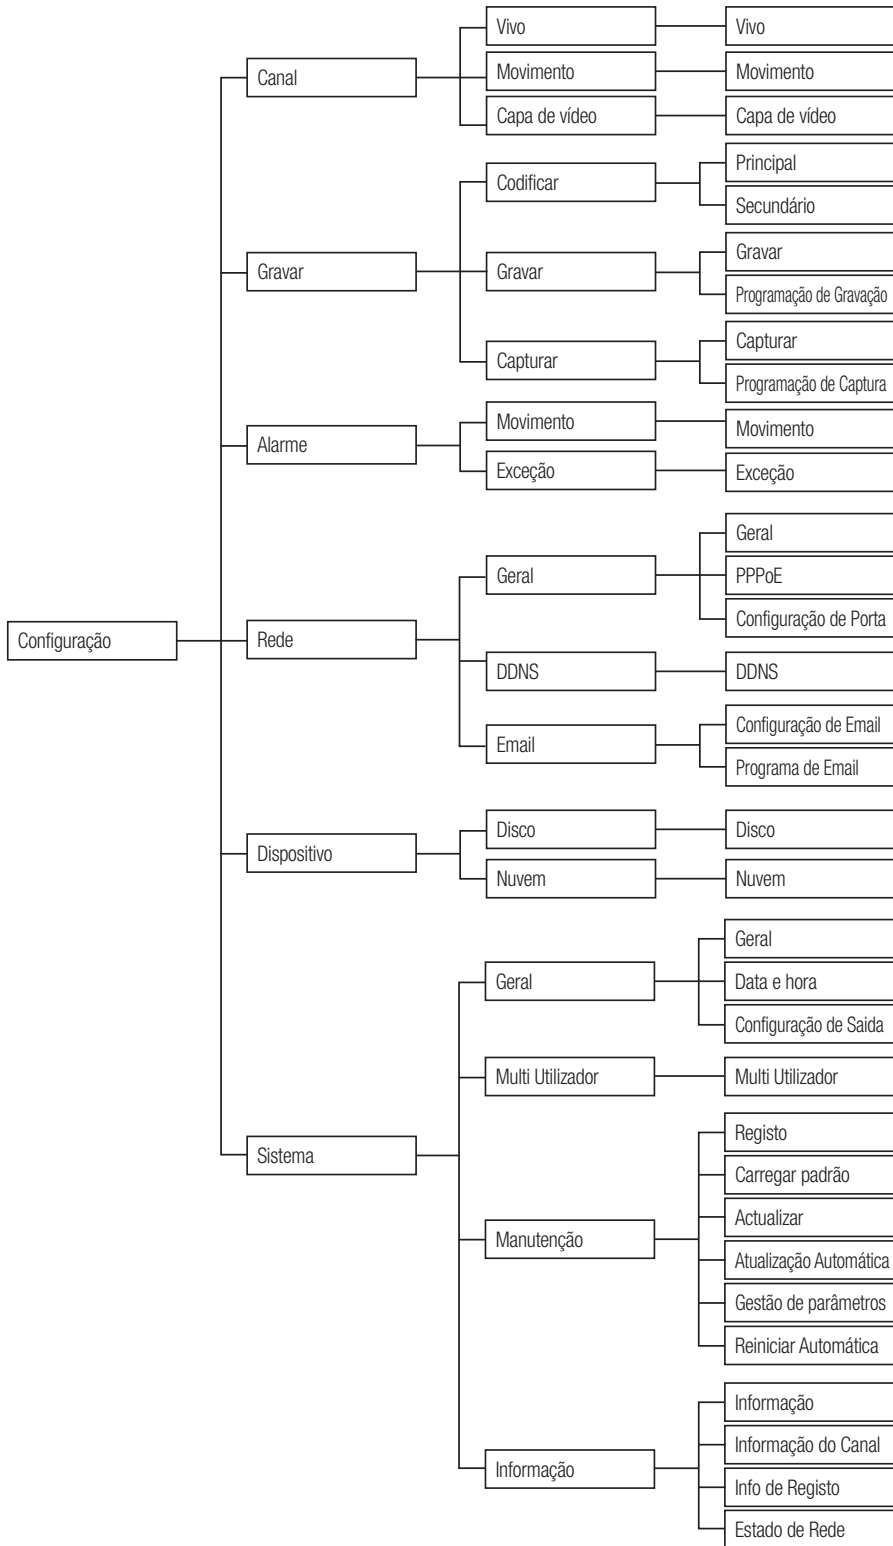 Configuração
Canal
Vivo
Vivo
Movimento
Movimento
Capa de vídeo
Capa de vídeo
Gravar
Codificar
Principal
Secundário
Gravar
Gravar
Programação de Gravação
Capturar
Capturar
Programação de Captura
Alarme
Movimento
Movimento
Exceção
Exceção
Rede
Geral
Geral
PPPoE
Configuração de Porta
DDNS
DDNS
Email
Configuração de Email
Programa de Email
Dispositivo
Disco
Disco
Nuvem
Nuvem
Sistema
Geral
Geral
Data e hora
Configuração de Saida
Multi Utilizador
Multi Utilizador
Manutenção
Registo
Carregar padrão
Actualizar
Atualização Automática
Gestão de parâmetros
Reiniciar Automática
Informação
Informação
Informação do Canal
Info de Registo
Estado de Rede